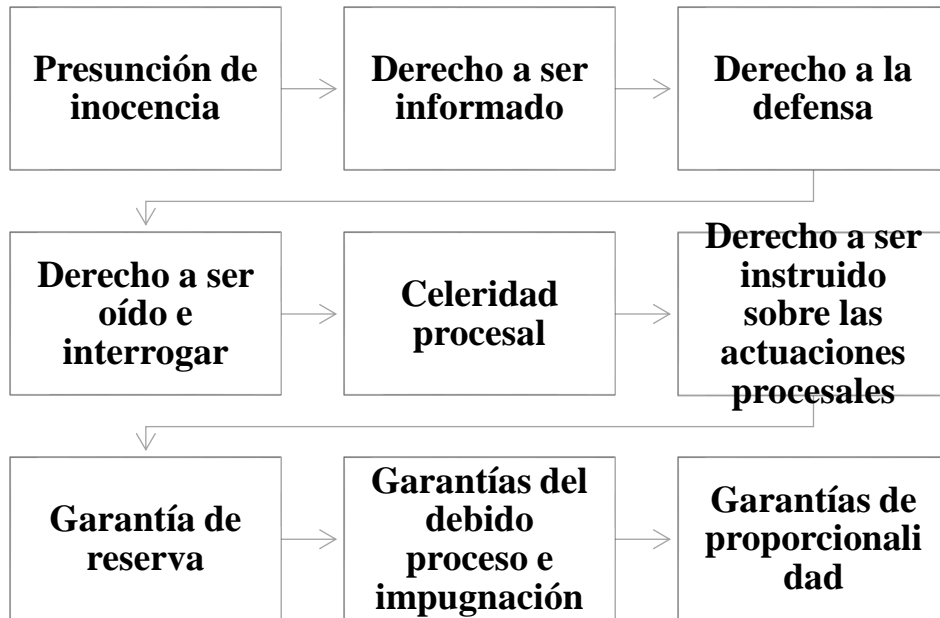 Presunción de
inocencia
Derecho a ser
informado
Derecho a la
defensa
Derecho a ser
oído e
interrogar
Celeridad
procesal
Derecho a ser
instruido
sobre las
actuaciones
procesales
Garantía de
reserva
Garantías del
debido
proceso e
impugnación
Garantías de
proporcionali
dad